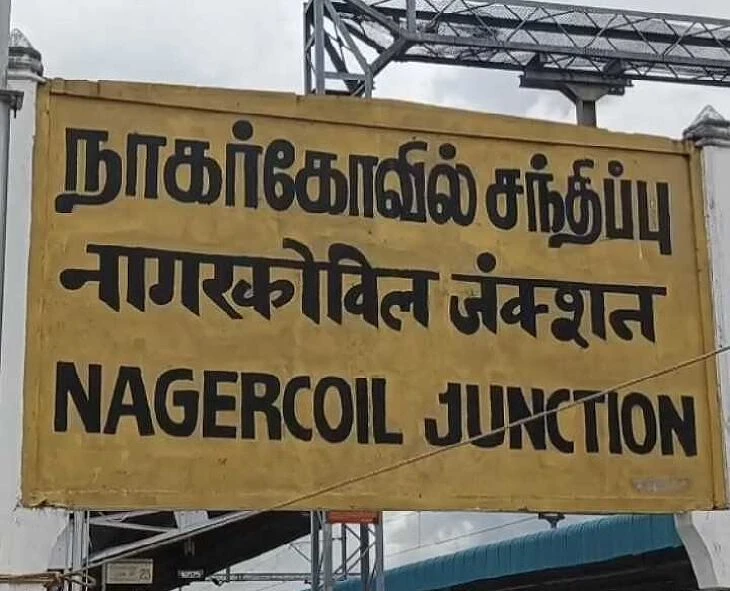 நாகர்கோவில் சந்திப்பு
नागरकोविल जंक्शन
NAGERCOIL JUNCTION